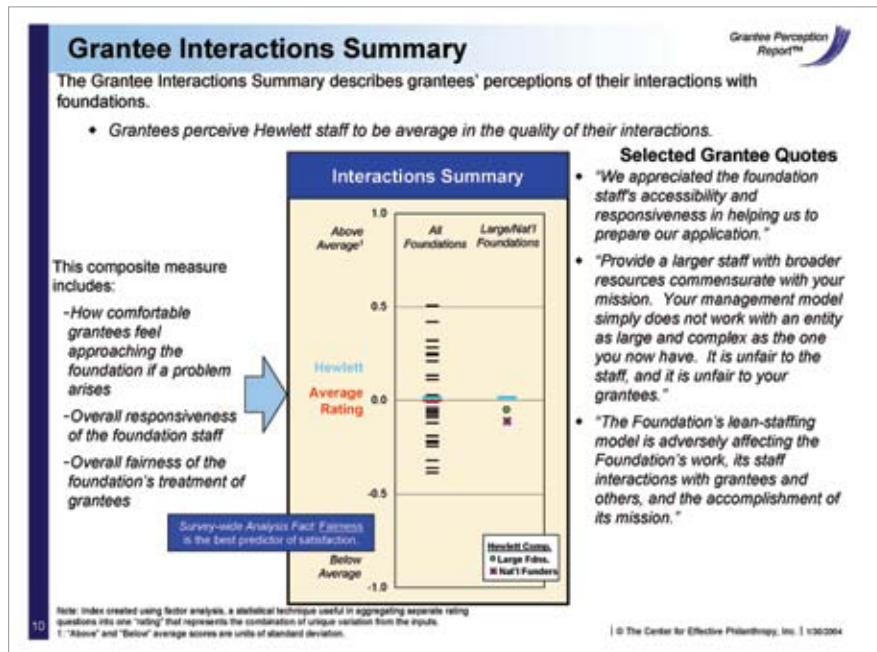 Grantee Interactions Summary
Grantee Perception
Report™
The Grantee Interactions Summary describes grantees' perceptions of their interactions with
foundations.
• Grantees perceive Hewlett staff to be average in the quality of their interactions.
This composite measure
includes:
-How comfortable
grantees feel
approaching the
foundation if a problem
arises
-Overall responsiveness
of the foundation staff
-Overall fairness of the
foundation's treatment of
grantees
Interactions Summary
Above
Average¹
All
Foundations
Large/Nat'l
Foundations
1.0
0.5
Hewlett
Average
Rating
0.0
-0.5
Survey-wide Analysis Fact: Fairness
is the best predictor of satisfaction.
Below
Average
-1.0
Hewlett Comp.
Large Fdns.
Nat'l Funders
Selected Grantee Quotes
• "We appreciated the foundation
staff's accessibility and
responsiveness in helping us to
prepare our application."
• "Provide a larger staff with broader
resources commensurate with your
mission. Your management model
simply does not work with an entity
as large and complex as the one
you now have. It is unfair to the
staff, and it is unfair to your
grantees."
• "The Foundation's lean-staffing
model is adversely affecting the
Foundation's work, its staff
interactions with grantees and
others, and the accomplishment of
its mission."
Note: Index created using factor analysis, a statistical technique useful in aggregating separate rating
questions into one "rating" that represents the combination of unique variation from the inputs.
1: "Above" and "Below" average scores are units of standard deviation.
10
| © The Center for Effective Philanthropy, Inc. | 1/30/2004